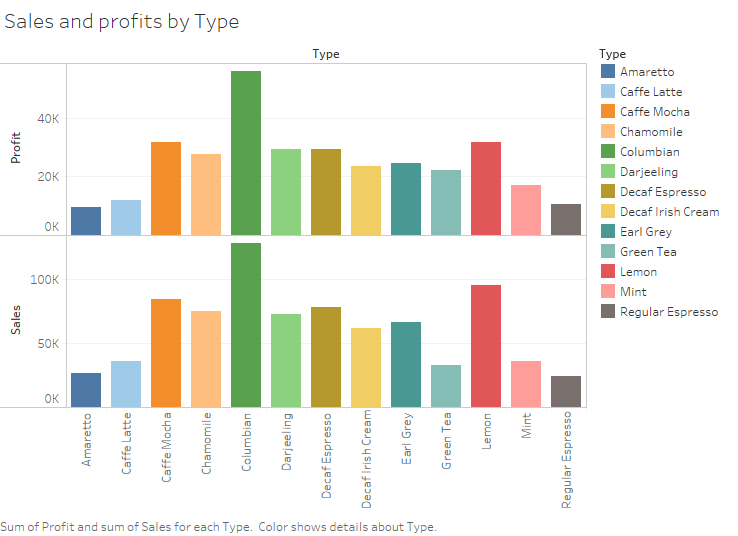 Sales and profits by Type
Type
Profit
40K
20K
0K
Sales
100K
50K
0K
Amaretto
Caffe Latte
Caffe Mocha
Chamomile
Columbian
Darjeeling
Decaf Espresso
Decaf Irish Cream
Earl Grey
Green Tea
Lemon
Mint
Regular Espresso
Type
Amaretto
Caffe Latte
Caffe Mocha
Chamomile
Columbian
Darjeeling
Decaf Espresso
Decaf Irish Cream
Earl Grey
Green Tea
Lemon
Mint
Regular Espresso
Sum of Profit and sum of Sales for each Type.  Color shows details about Type.